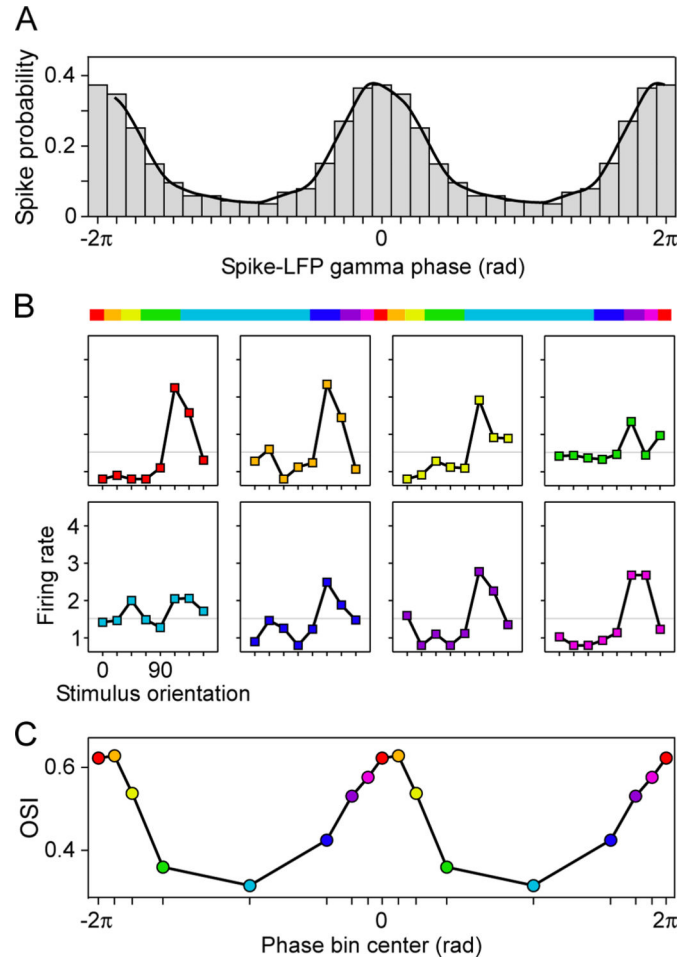 A
Spike probability
0.4
0.2
0
-2π 0 2π
Spike-LFP gamma phase (rad)
B
Firing rate
4
3
2
1
0 90
Stimulus orientation
C
OSI
0.6
0.4
-2π 0 2π
Phase bin center (rad)